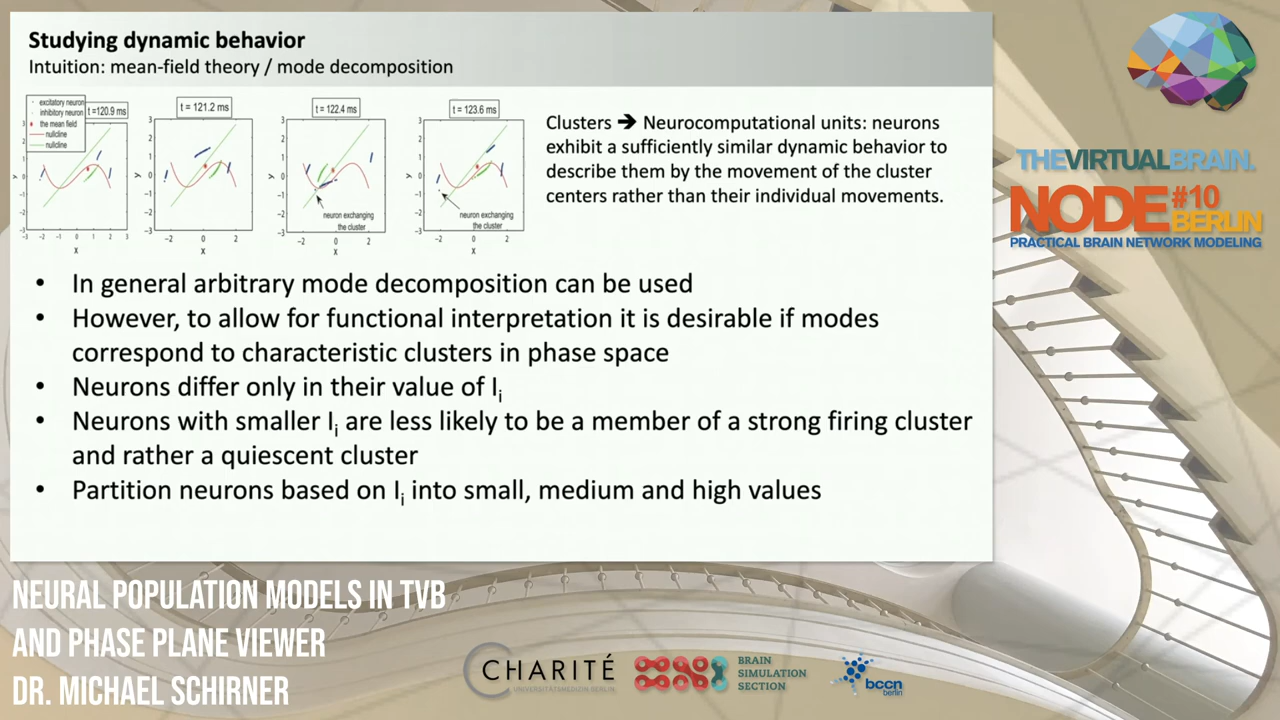 Studying dynamic behavior
Intuition: mean-field theory / mode decomposition
excitatory neuron
inhibitory neuron
the mean field
nullcline
nullcline
t=120.9 ms
t = 121.2 ms
t = 122.4 ms
t = 123.6 ms
neuron exchanging
the cluster
neuron exchanging
the cluster
Clusters ➔ Neurocomputational units: neurons
exhibit a sufficiently similar dynamic behavior to
describe them by the movement of the cluster
centers rather than their individual movements.
• In general arbitrary mode decomposition can be used
• However, to allow for functional interpretation it is desirable if modes
correspond to characteristic clusters in phase space
• Neurons differ only in their value of Ii
• Neurons with smaller Ii are less likely to be a member of a strong firing cluster
and rather a quiescent cluster
• Partition neurons based on Ii into small, medium and high values
THEVIRTUALBRAIN.
NODE #10
BERLIN
PRACTICAL BRAIN NETWORK MODELING
NEURAL POPULATION MODELS IN TVB
AND PHASE PLANE VIEWER
DR. MICHAEL SCHIRNER
CHARITÉ
UNIVERSITÄTSMEDIZIN BERLIN
BRAIN
SIMULATION
SECTION
bccn
berlin